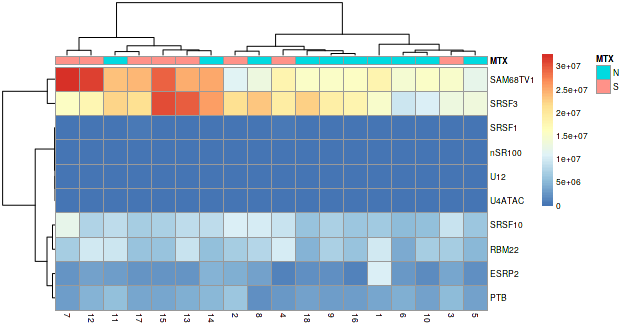 MTX
MTX
N
S
SAM68TV1
SRSF3
SRSF1
nSR100
U12
U4ATAC
SRSF10
RBM22
ESRP2
PTB
3e+07
2.5e+07
2e+07
1.5e+07
1e+07
5e+06
0
7 12 11 17 15 13 14 2 8 4 18 9 16 1 6 10 3 5